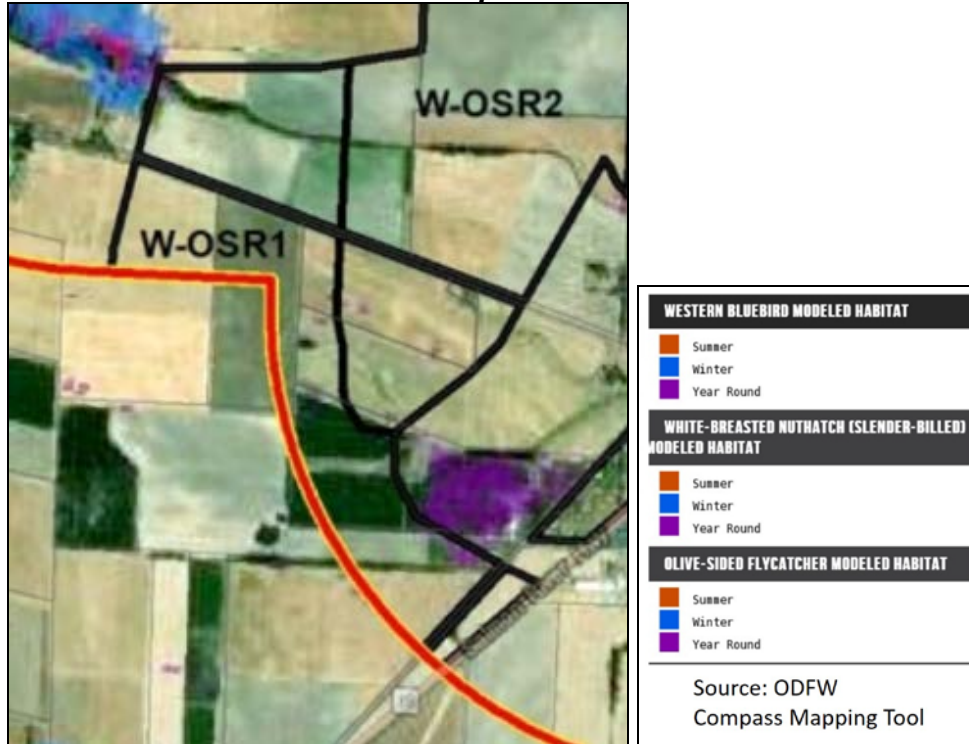 W-OSR2
W-OSR1
WESTERN BLUEBIRD MODELED HABITAT
Summer
Winter
Year Round
WHITE-BREASTED NUTHATCH (SLENDER-BILLED)
MODELED HABITAT
Summer
Winter
Year Round
OLIVE-SIDED FLYCATCHER MODELED HABITAT
Summer
Winter
Year Round
Source: ODFW
Compass Mapping Tool